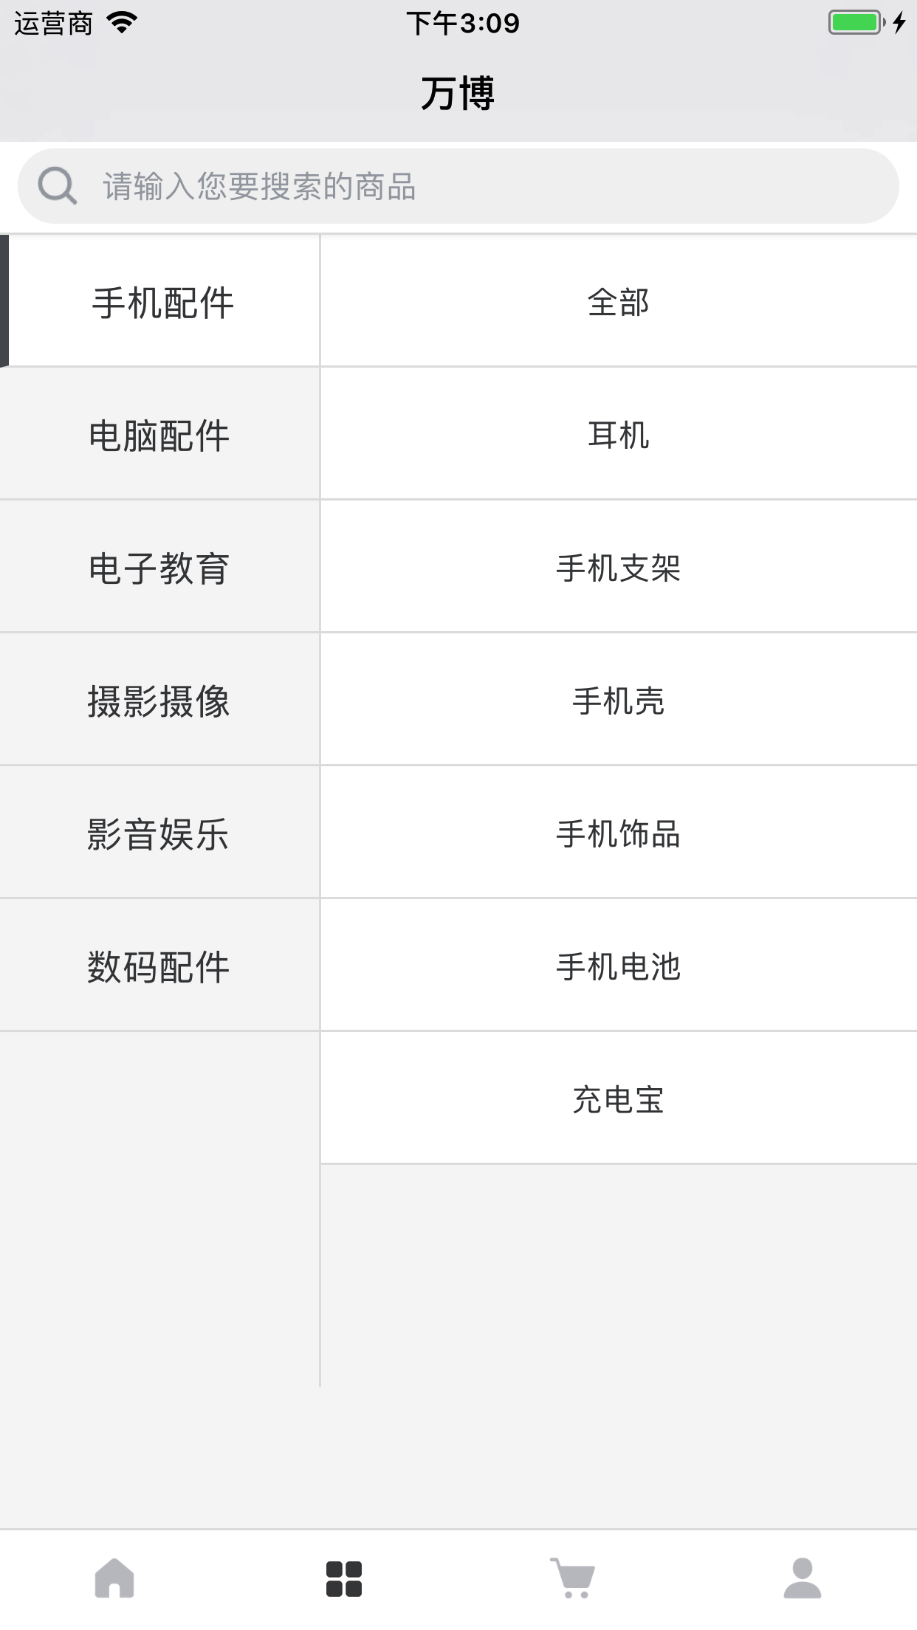 运营商
下午3:09
万博
请输入您要搜索的商品
手机配件
全部
电脑配件
耳机
电子教育
手机支架
摄影摄像
手机壳
影音娱乐
手机饰品
数码配件
手机电池
充电宝